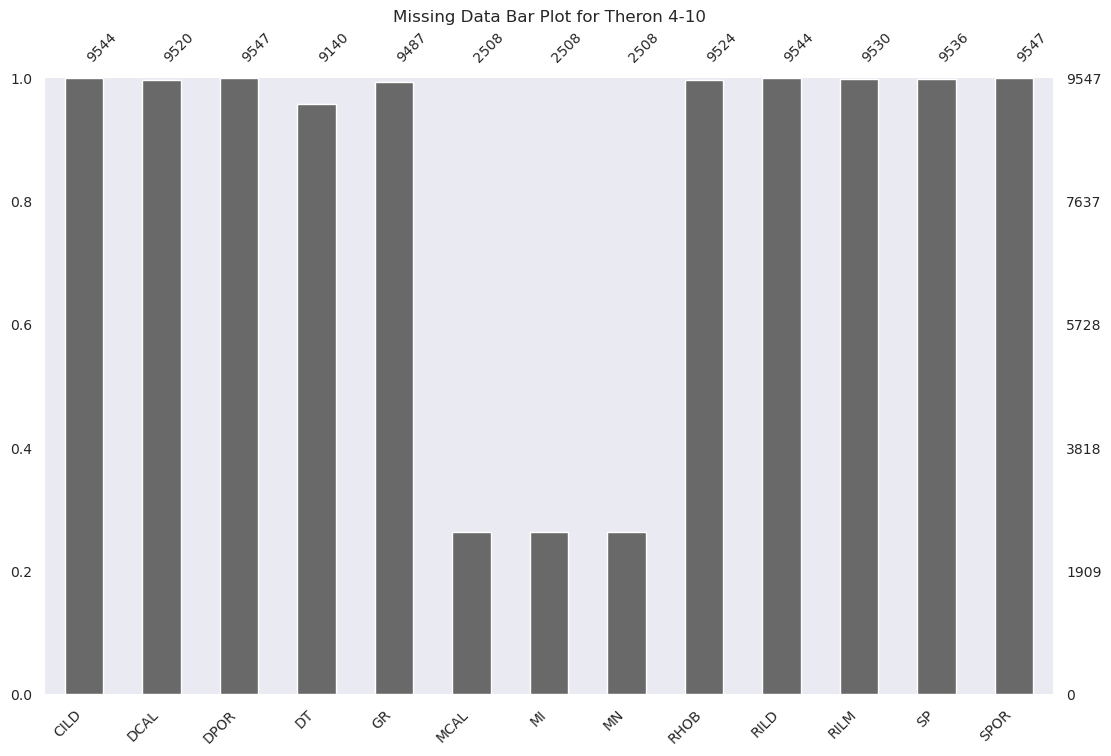 Missing Data Bar Plot for Theron 4-10
9544 9520 9547 9140 9487 2508 2508 2508 9524 9544 9530 9536 9547
1.0 9547
0.8 7637
0.6 5728
0.4 3818
0.2 1909
0.0 0
CILD DCAL DPOR DT GR MCAL MI MN RHOB RILD RILM SP SPOR